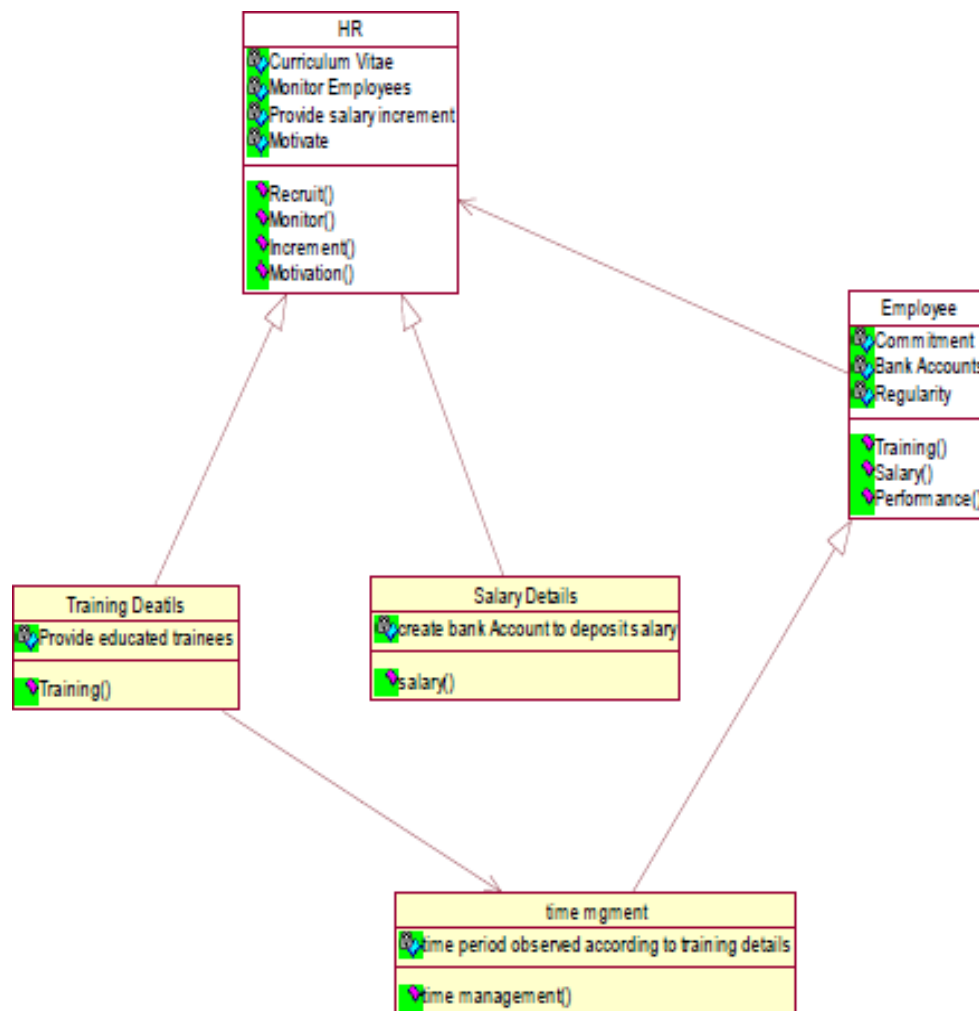 HR
Curriculum Vitae
Monitor Employees
Provide salary increment
Motivate
Recruit()
Monitor()
Increment()
Motivation()
Employee
Commitment
Bank Accounts
Regularity
Training()
Salary()
Performance()
Training Deatils
Provide educated trainees
Training()
Salary Details
create bank Account to deposit salary
salary()
time mgment
time period observed according to training details
time management()